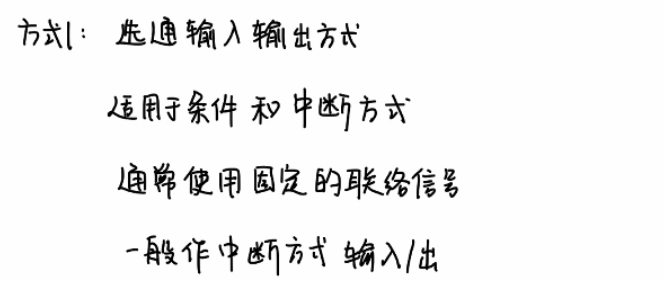 方式1: 选通输入输出方式
适用于条件和中断方式
通常使用固定的联络信号
一般作中断方式输入/出